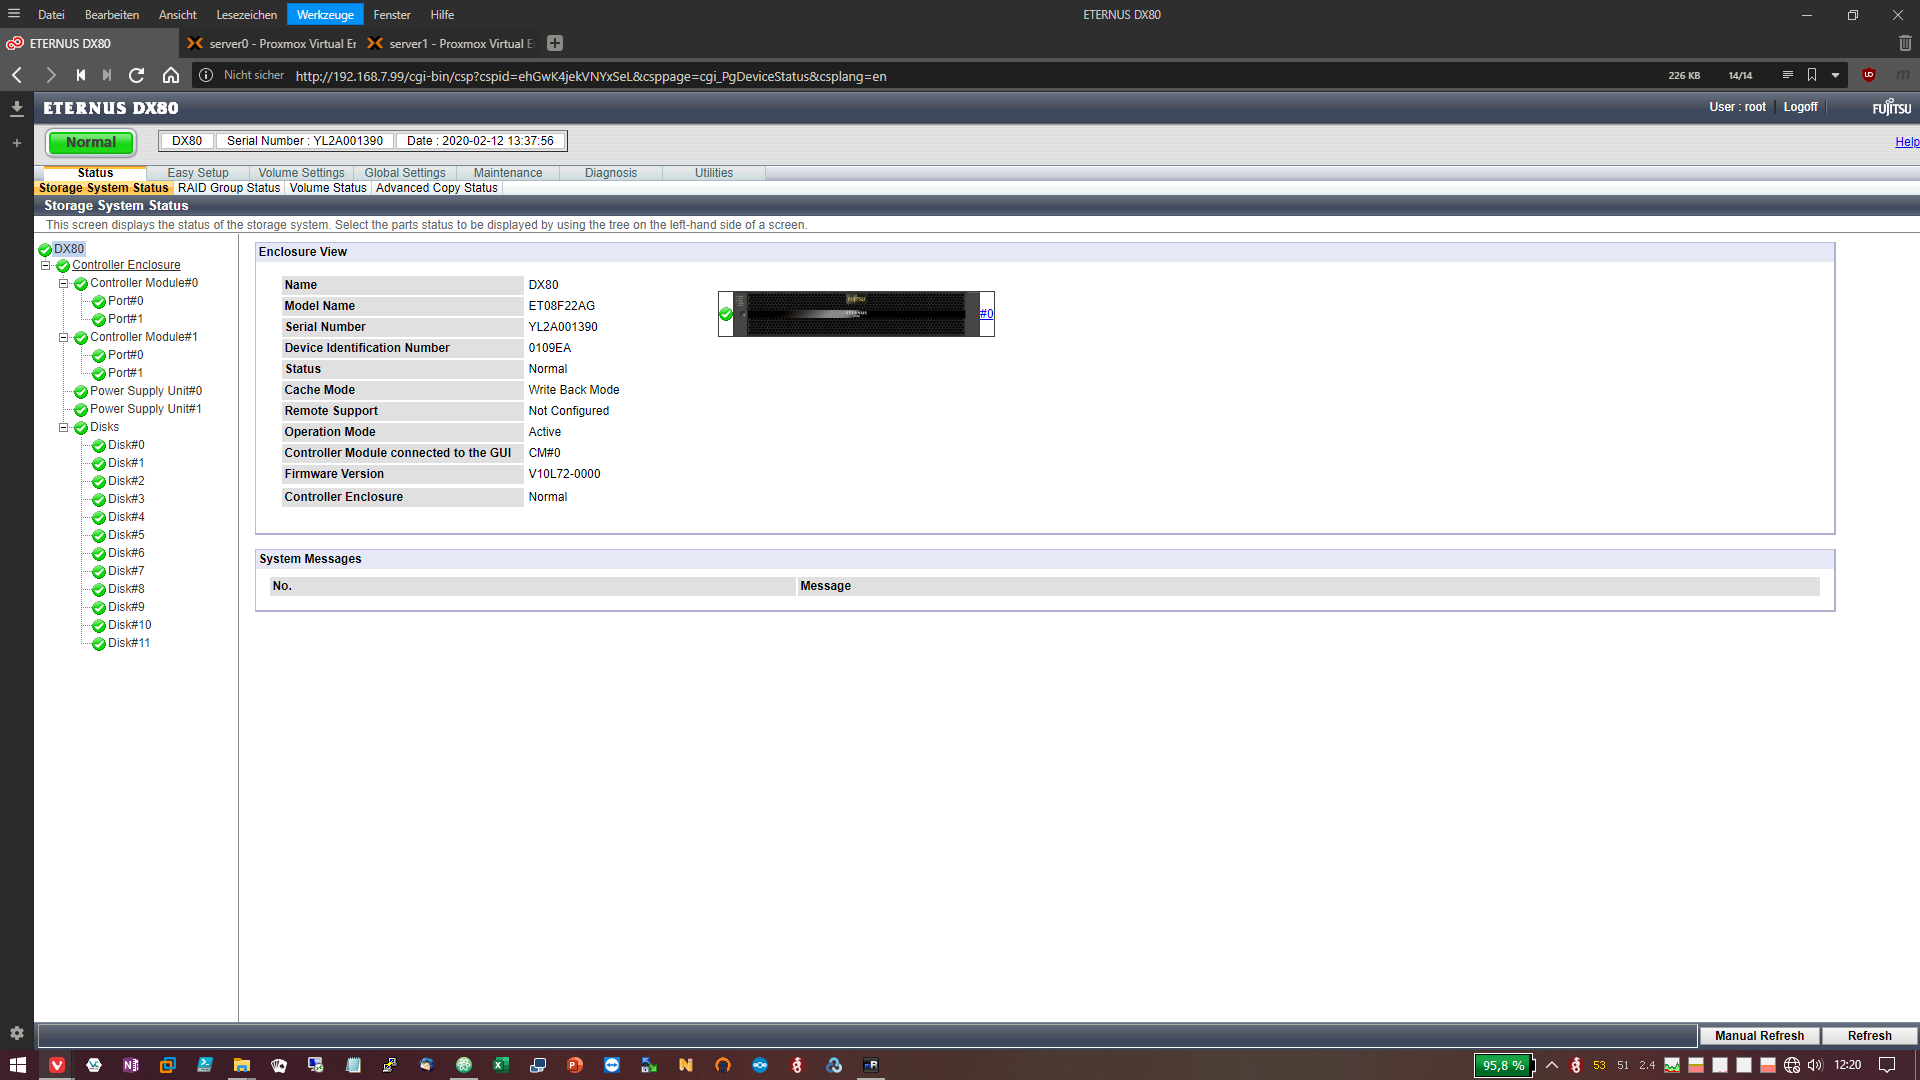 Datei Bearbeiten Ansicht Lesezeichen Werkzeuge Fenster Hilfe ETERNUS DX80
ETERNUS DX80 server0 - Proxmox Virtual Er server1 - Proxmox Virtual E
Nicht sicher http://192.168.7.99/cgi-bin/csp?cspid=ehGwK4jekVNYxSeL&csppage=cgi_PgDeviceStatus&csplang=en 226 KB 14/14
ETERNUS DX80 User : root Logoff FUJITSU
Normal DX80 Serial Number : YL2A001390 Date : 2020-02-12 13:37:56 Help
Status Easy Setup Volume Settings Global Settings Maintenance Diagnosis Utilities
Storage System Status RAID Group Status Volume Status Advanced Copy Status
Storage System Status
This screen displays the status of the storage system. Select the parts status to be displayed by using the tree on the left-hand side of a screen.
DX80
Controller Enclosure
Controller Module#0
Port#0
Port#1
Controller Module#1
Port#0
Port#1
Power Supply Unit#0
Power Supply Unit#1
Disks
Disk#0
Disk#1
Disk#2
Disk#3
Disk#4
Disk#5
Disk#6
Disk#7
Disk#8
Disk#9
Disk#10
Disk#11
Enclosure View
Name DX80
Model Name ET08F22AG
Serial Number YL2A001390
Device Identification Number 0109EA
Status Normal
Cache Mode Write Back Mode
Remote Support Not Configured
Operation Mode Active
Controller Module connected to the GUI CM#0
Firmware Version V10L72-0000
Controller Enclosure Normal
FUJITSU
ETERNUS
#0
System Messages
No. Message
Manual Refresh Refresh
95,8 % 53 51 2.4 12:20